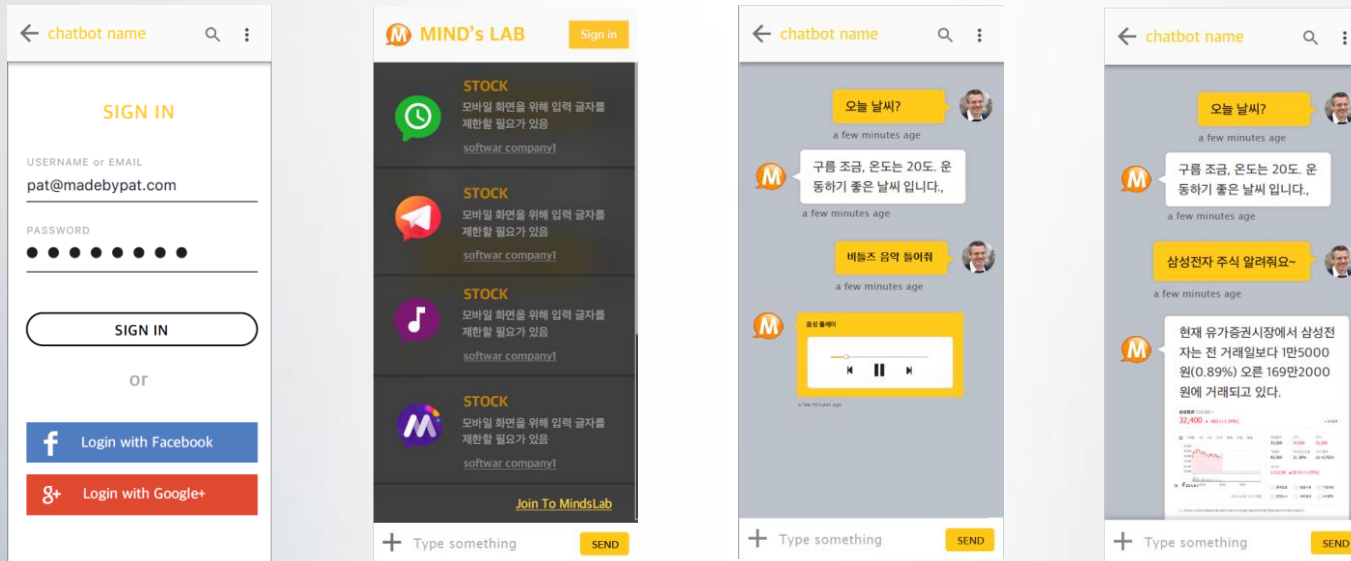 chatbot name
SIGN IN
USERNAME or EMAIL
pat@madebypat.com
PASSWORD
SIGN IN
or
f Login with Facebook
g+ Login with Google+
M MIND's LAB
Sign in
STOCK
모바일 화면을 위해 입력 글자를
제한할 필요가 있음
softwar company1
STOCK
모바일 화면을 위해 입력 글자를
제한할 필요가 있음
softwar company1
STOCK
모바일 화면을 위해 입력 글자를
제한할 필요가 있음
softwar company1
STOCK
모바일 화면을 위해 입력 글자를
제한할 필요가 있음
softwar company1
Join To MindsLab
Type something
SEND
chatbot name
오늘 날씨?
a few minutes age
M
구름 조금, 온도는 20도. 운
동하기 좋은 날씨 입니다.,
a few minutes age
비틀즈 음악 틀어줘
a few minutes age
M
음성 플레이
a few minutes age
Type something
SEND
chatbot name
오늘 날씨?
a few minutes age
M
구름 조금, 온도는 20도. 운
동하기 좋은 날씨 입니다.,
a few minutes age
삼성전자 주식 알려줘요~
a few minutes age
M
현재 유가증권시장에서 삼성전
자는 전 거래일보다 1만5000
원(0.89%) 오른 169만2000
원에 거래되고 있다.
32,400
a few
Type something
SEND